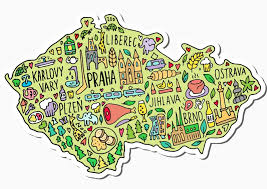 LIBEREC
KARLOVY
VARY
PRAHA
OSTRAVA
PLZEŇ
JIHLAVA
BRNO